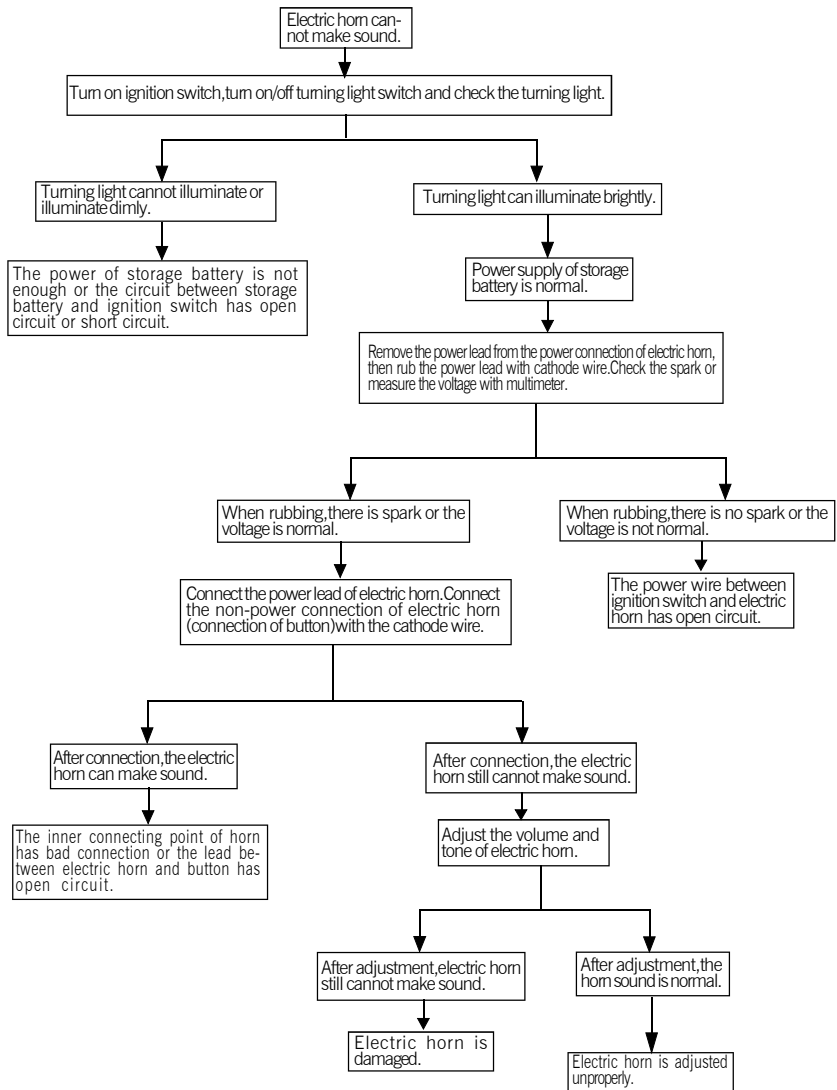 Electric horn can-
not make sound.
Turn on ignition switch,turn on/off turning light switch and check the turning light.
Turning light cannot illuminate or
illuminate dimly.
Turning light can illuminate brightly.
The power of storage battery is not
enough or the circuit between storage
battery and ignition switch has open
circuit or short circuit.
Power supply of storage
battery is normal.
Remove the power lead from the power connection of electric horn,
then rub the power lead with cathode wire.Check the spark or
measure the voltage with multimeter.
When rubbing,there is spark or the
voltage is normal.
When rubbing,there is no spark or the
voltage is not normal.
Connect the power lead of electric horn.Connect
the non-power connection of electric horn
(connection of button)with the cathode wire.
The power wire between
ignition switch and electric
horn has open circuit.
After connection,the electric
horn can make sound.
After connection,the electric
horn still cannot make sound.
The inner connecting point of horn
has bad connection or the lead be-
tween electric horn and button has
open circuit.
Adjust the volume and
tone of electric horn.
After adjustment,electric horn
still cannot make sound.
After adjustment,the
horn sound is normal.
Electric horn is
damaged.
Electric horn is adjusted
unproperly.